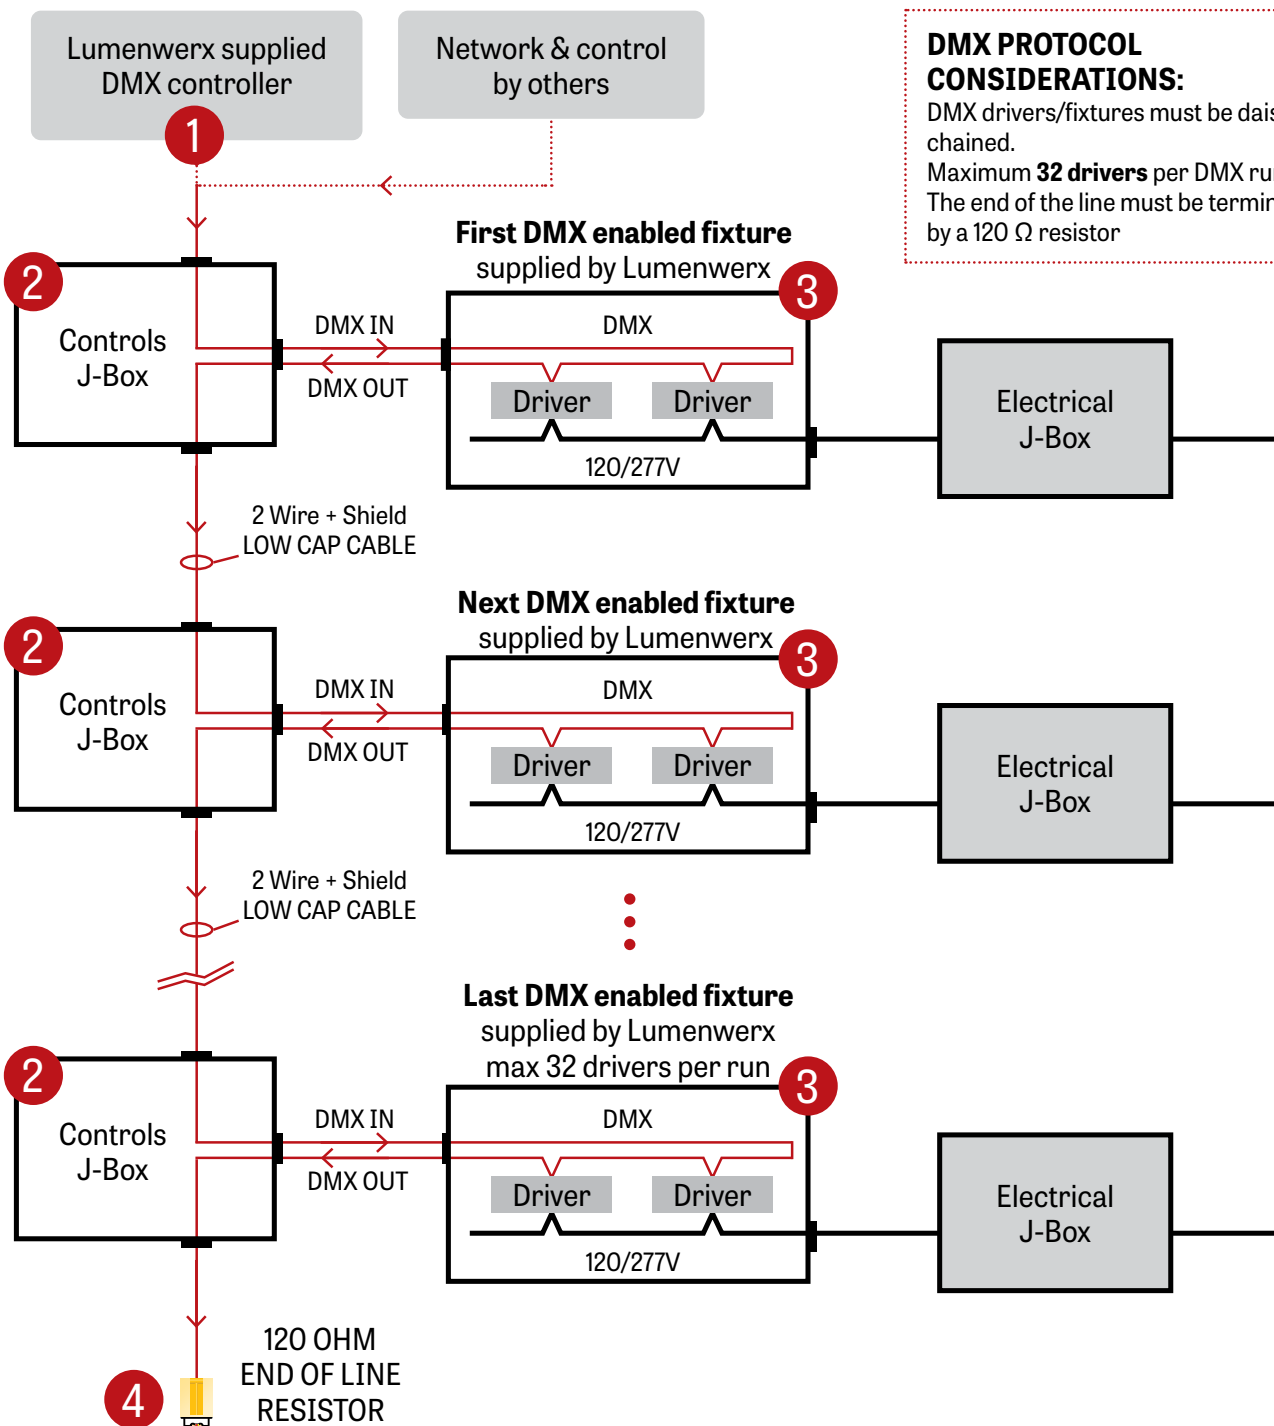 Lumenwerx supplied
DMX controller
1
Network & control
by others
DMX PROTOCOL
CONSIDERATIONS:
DMX drivers/fixtures must be
chained.
Maximum 32 drivers per DMX
The end of the line must be
by a 120 Ω resistor
First DMX enabled fixture
supplied by Lumenwerx
2
Controls
J-Box
DMX IN
DMX OUT
3
DMX
Driver
Driver
120/277V
Electrical
J-Box
2 Wire + Shield
LOW CAP CABLE
Next DMX enabled fixture
supplied by Lumenwerx
2
Controls
J-Box
DMX IN
DMX OUT
3
DMX
Driver
Driver
120/277V
Electrical
J-Box
2 Wire + Shield
LOW CAP CABLE
Last DMX enabled fixture
supplied by Lumenwerx
max 32 drivers per run
2
Controls
J-Box
DMX IN
DMX OUT
3
DMX
Driver
Driver
120/277V
Electrical
J-Box
4
120 OHM
END OF LINE
RESISTOR